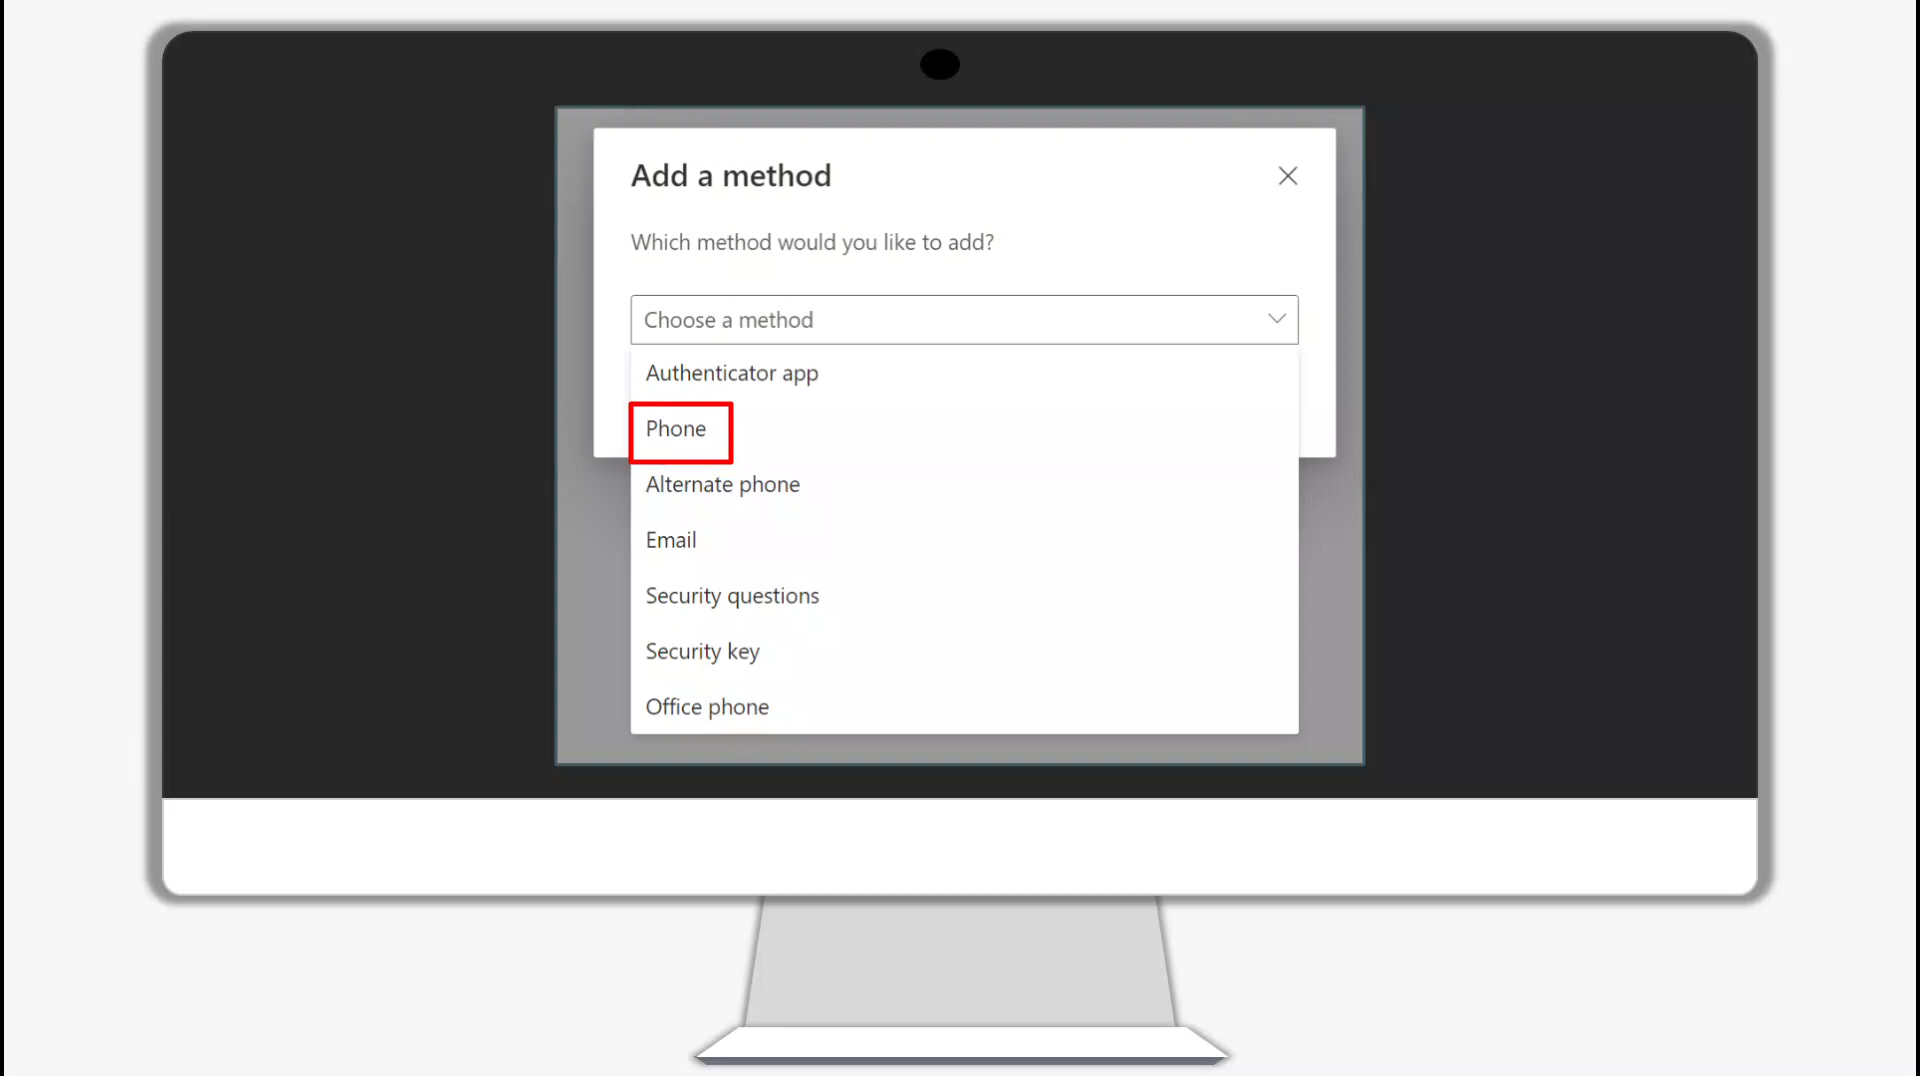 Add a method
Which method would you like to add?
Choose a method
Authenticator app
Phone
Alternate phone
Email
Security questions
Security key
Office phone